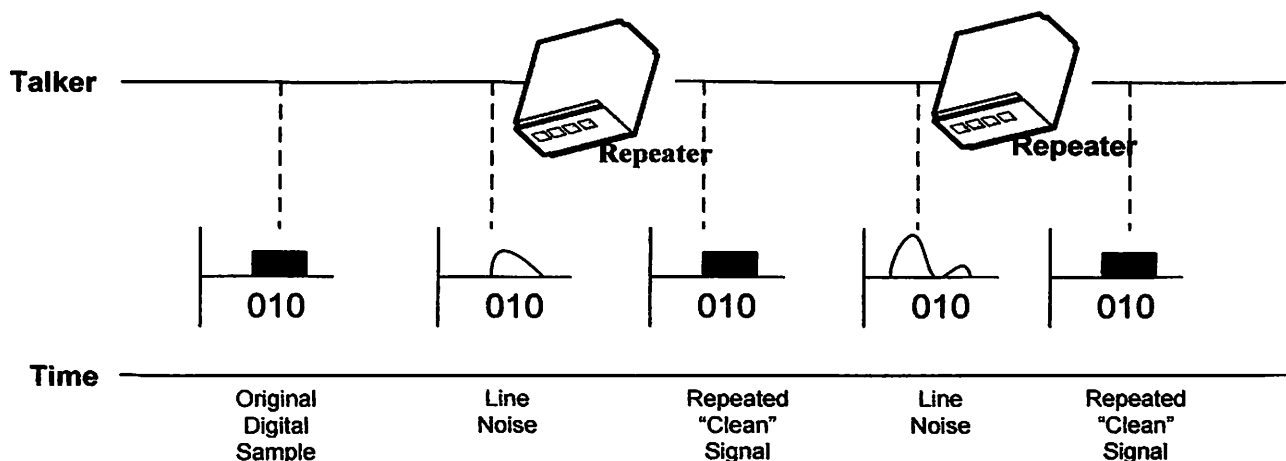 Talker
Repeater
Repeater
010
010
010
010
010
Time
Original
Digital
Sample
Line
Noise
Repeated
“Clean”
Signal
Line
Noise
Repeated
“Clean”
Signal